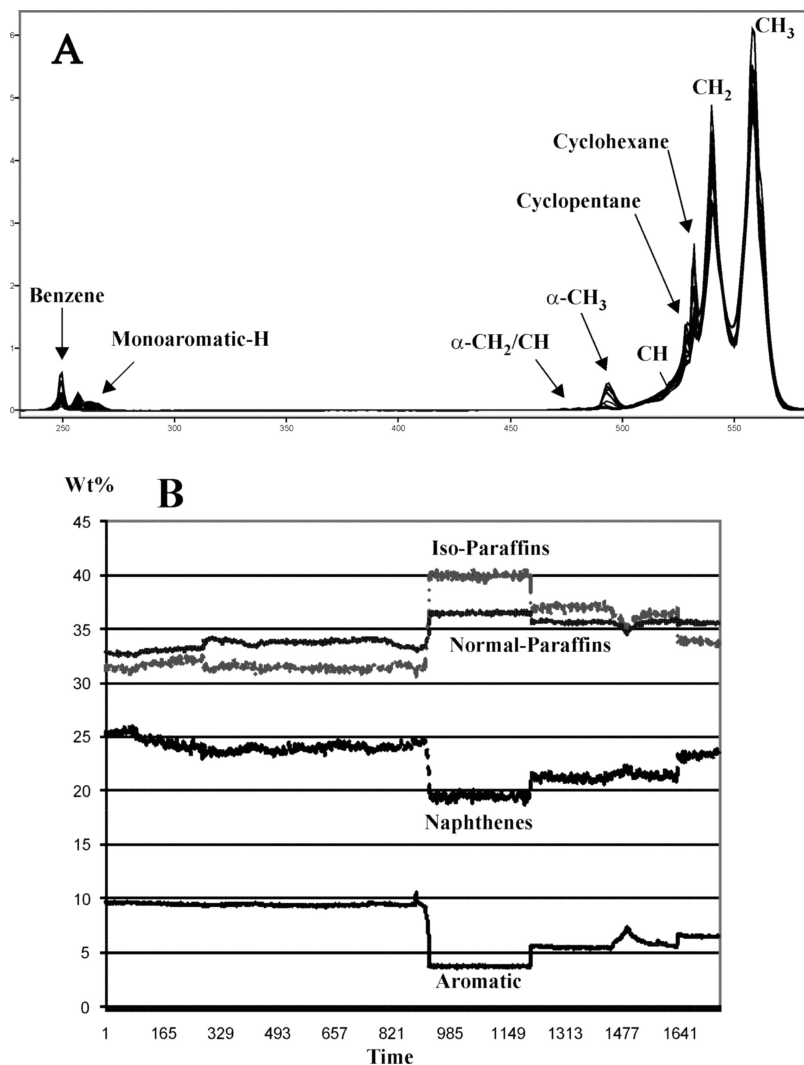 A
CH3
CH2
Cyclohexane
Cyclopentane
Benzene
α-CH3
Monoaromatic-H
α-CH2/CH
CH
6
5
4
3
2
1
0
250 300 350 400 450 500 550
Wt%
B
45
40
35
30
25
20
15
10
5
0
Iso-Paraffins
Normal-Paraffins
Naphthenes
Aromatic
1 165 329 493 657 821 985 1149 1313 1477 1641
Time